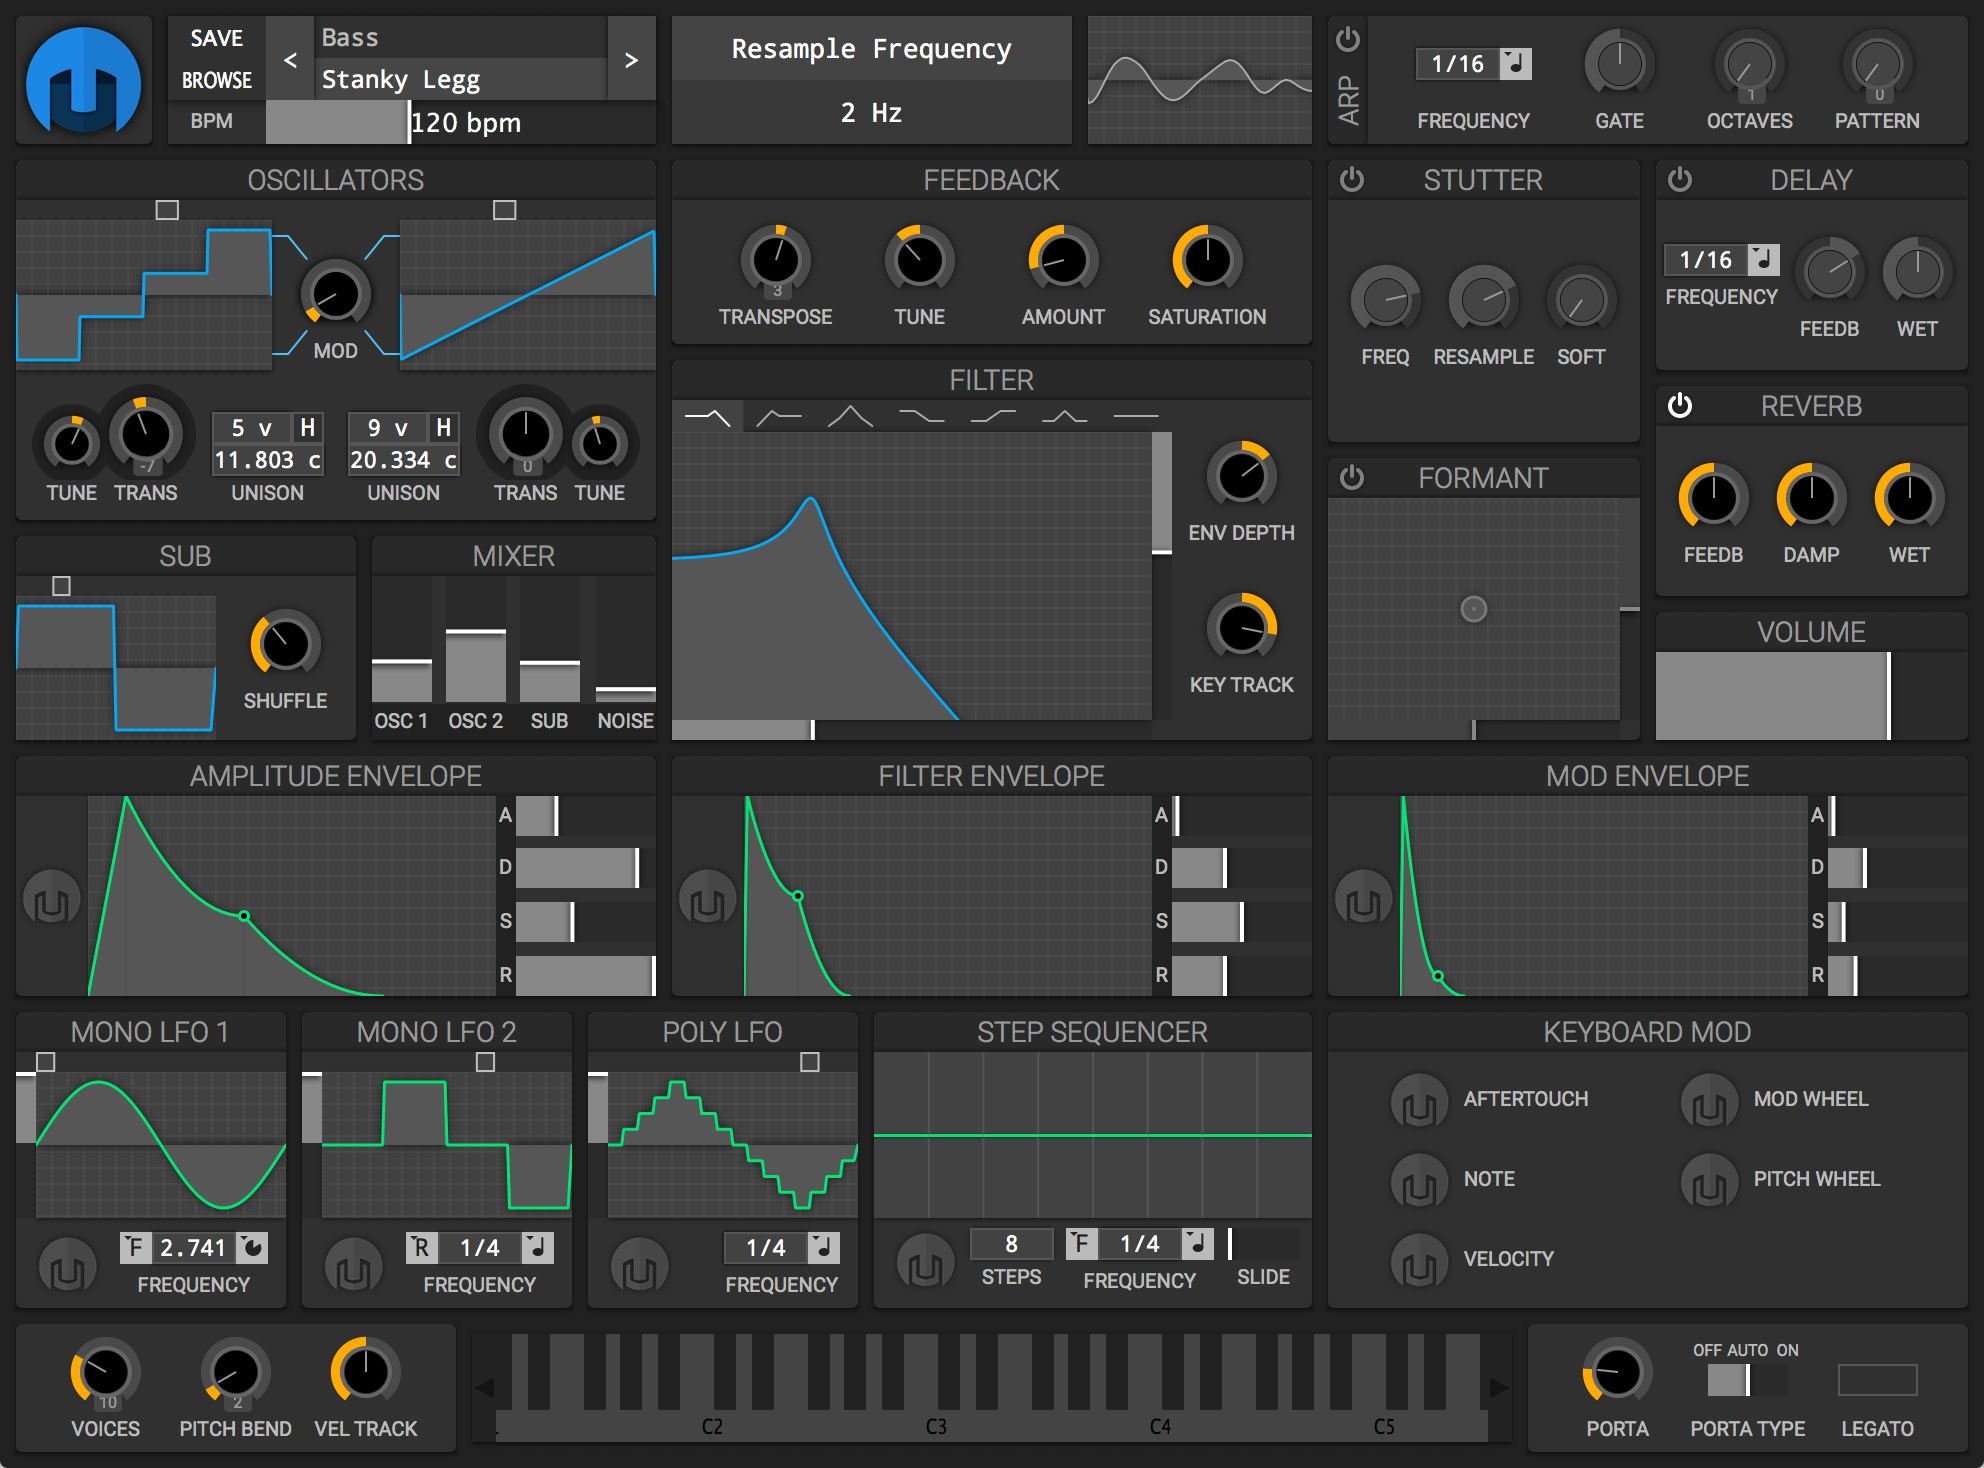 SAVE
BROWSE
BPM
<
Bass
Stanky Legg
>
120 bpm
Resample Frequency
2 Hz
ARP
1/16
FREQUENCY
GATE
1
OCTAVES
0
PATTERN
OSCILLATORS
MOD
TUNE
-7
TRANS
5 v H
11.803 c
UNISON
9 v H
20.334 c
UNISON
0
TRANS
TUNE
FEEDBACK
3
TRANSPOSE
TUNE
AMOUNT
SATURATION
STUTTER
FREQ
RESAMPLE
SOFT
DELAY
1/16
FREQUENCY
FEEDB
WET
FILTER
ENV DEPTH
KEY TRACK
REVERB
FEEDB
DAMP
WET
FORMANT
VOLUME
SUB
SHUFFLE
MIXER
OSC 1
OSC 2
SUB
NOISE
AMPLITUDE ENVELOPE
A
D
S
R
FILTER ENVELOPE
A
D
S
R
MOD ENVELOPE
A
D
S
R
MONO LFO 1
F 2.741
FREQUENCY
MONO LFO 2
R 1/4
FREQUENCY
POLY LFO
1/4
FREQUENCY
STEP SEQUENCER
8
STEPS
F 1/4
FREQUENCY
SLIDE
KEYBOARD MOD
AFTERTOUCH
MOD WHEEL
NOTE
PITCH WHEEL
VELOCITY
10
VOICES
2
PITCH BEND
VEL TRACK
C2
C3
C4
C5
PORTA
OFF AUTO ON
PORTA TYPE
LEGATO